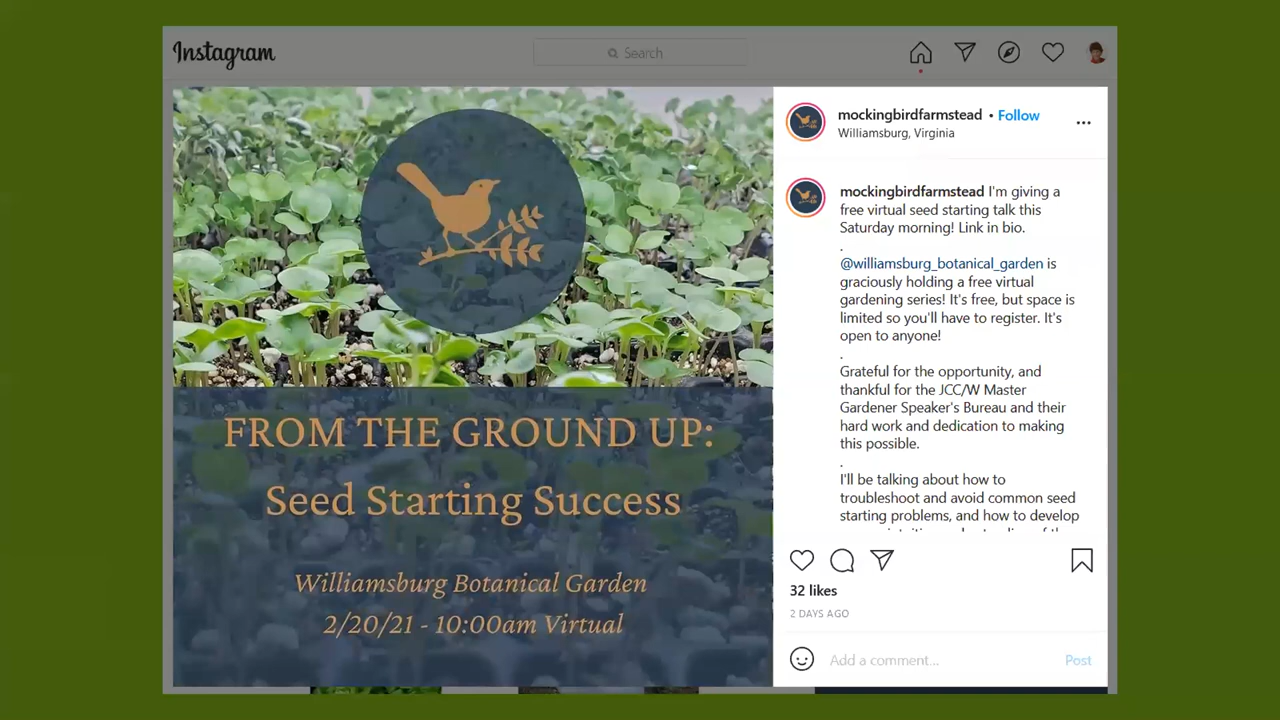 Instagram
Search
FROM THE GROUND UP:
Seed Starting Success
Williamsburg Botanical Garden
2/20/21 - 10:00am Virtual
mockingbirdfarmstead • Follow
Williamsburg, Virginia
mockingbirdfarmstead I'm giving a
free virtual seed starting talk this
Saturday morning! Link in bio.
.
@williamsburg_botanical_garden is
graciously holding a free virtual
gardening series! It's free, but space is
limited so you'll have to register. It's
open to anyone!
.
Grateful for the opportunity, and
thankful for the JCC/W Master
Gardener Speaker's Bureau and their
hard work and dedication to making
this possible.
.
I'll be talking about how to
troubleshoot and avoid common seed
starting problems, and how to develop
32 likes
2 DAYS AGO
Add a comment...
Post